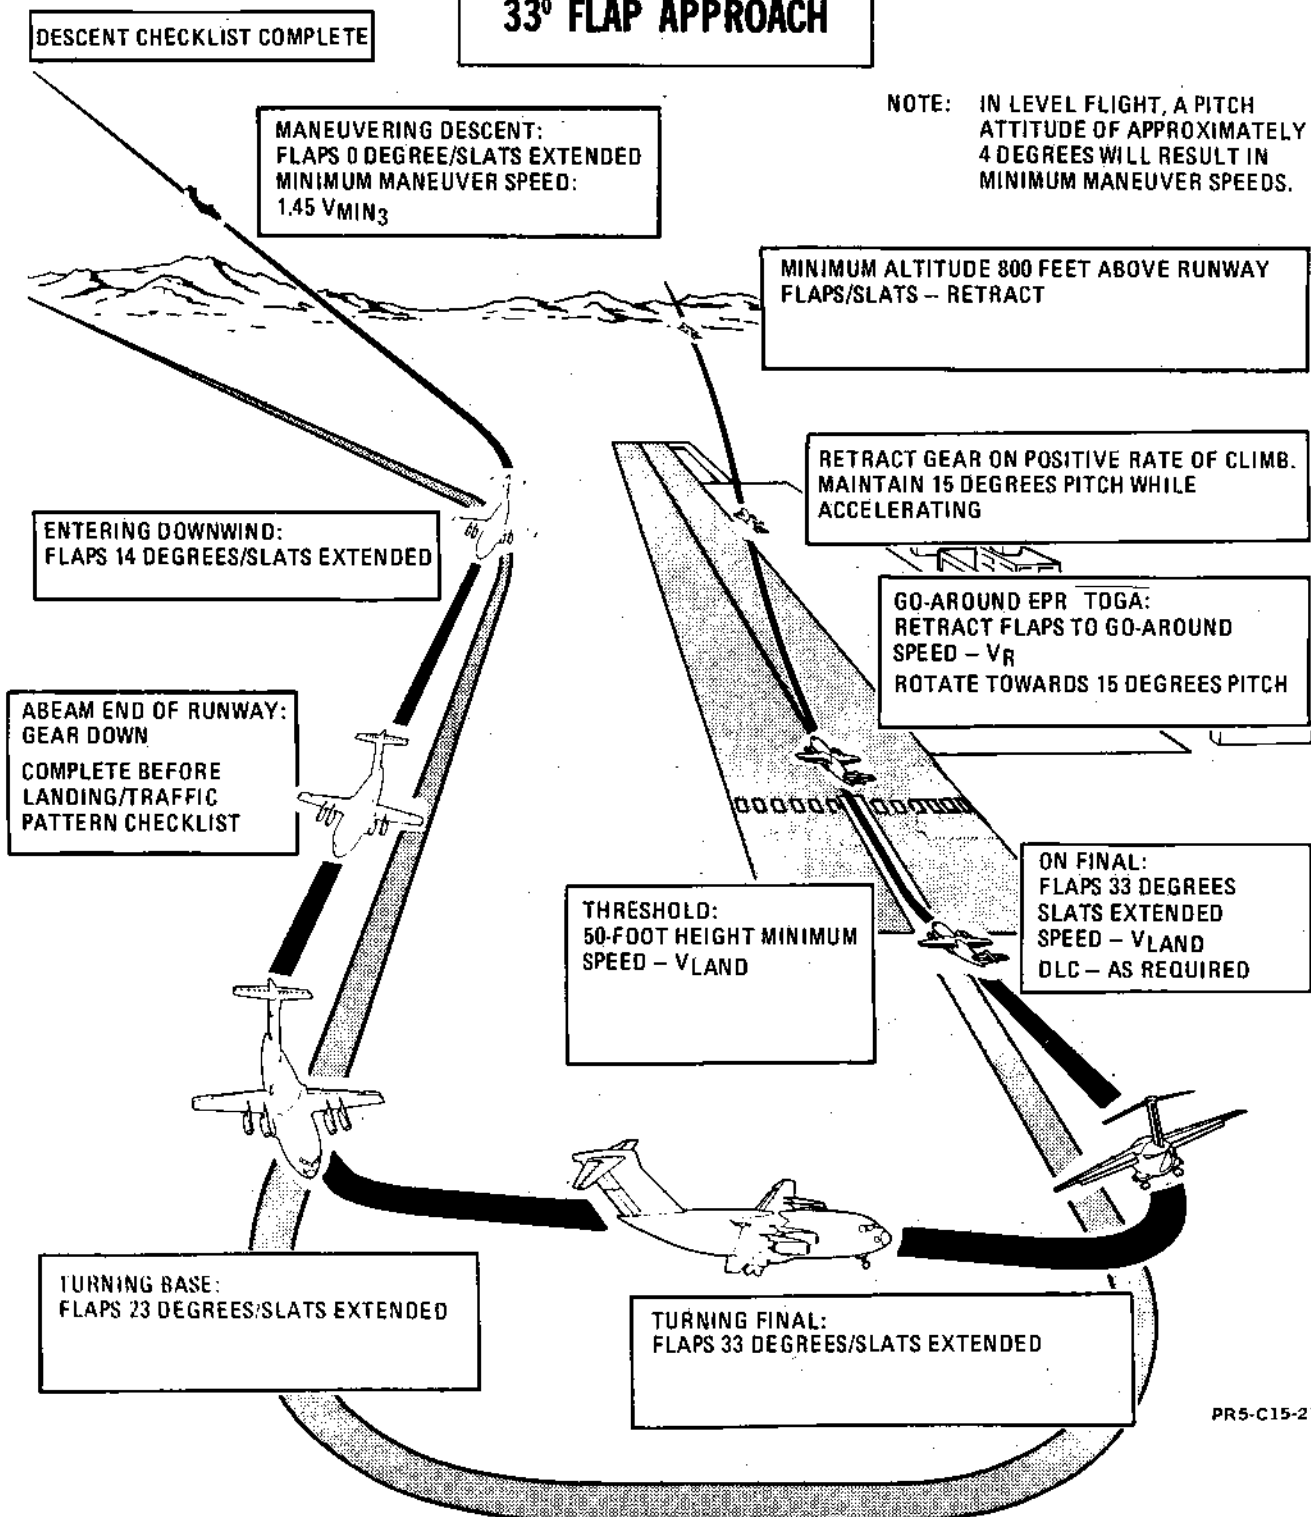 33° FLAP APPROACH
DESCENT CHECKLIST COMPLETE
NOTE: IN LEVEL FLIGHT, A PITCH
ATTITUDE OF APPROXIMATELY
4 DEGREES WILL RESULT IN
MINIMUM MANEUVER SPEEDS.
MANEUVERING DESCENT:
FLAPS 0 DEGREE/SLATS EXTENDED
MINIMUM MANEUVER SPEED:
1.45 VMIN3
MINIMUM ALTITUDE 800 FEET ABOVE RUNWAY
FLAPS/SLATS – RETRACT
RETRACT GEAR ON POSITIVE RATE OF CLIMB.
MAINTAIN 15 DEGREES PITCH WHILE
ACCELERATING
ENTERING DOWNWIND:
FLAPS 14 DEGREES/SLATS EXTENDED
GO-AROUND EPR TOGA:
RETRACT FLAPS TO GO-AROUND
SPEED – VR
ROTATE TOWARDS 15 DEGREES PITCH
ABEAM END OF RUNWAY:
GEAR DOWN
COMPLETE BEFORE
LANDING/TRAFFIC
PATTERN CHECKLIST
THRESHOLD:
50-FOOT HEIGHT MINIMUM
SPEED – VLAND
ON FINAL:
FLAPS 33 DEGREES
SLATS EXTENDED
SPEED – VLAND
DLC – AS REQUIRED
TURNING BASE:
FLAPS 23 DEGREES/SLATS EXTENDED
TURNING FINAL:
FLAPS 33 DEGREES/SLATS EXTENDED
PR5-C15-2